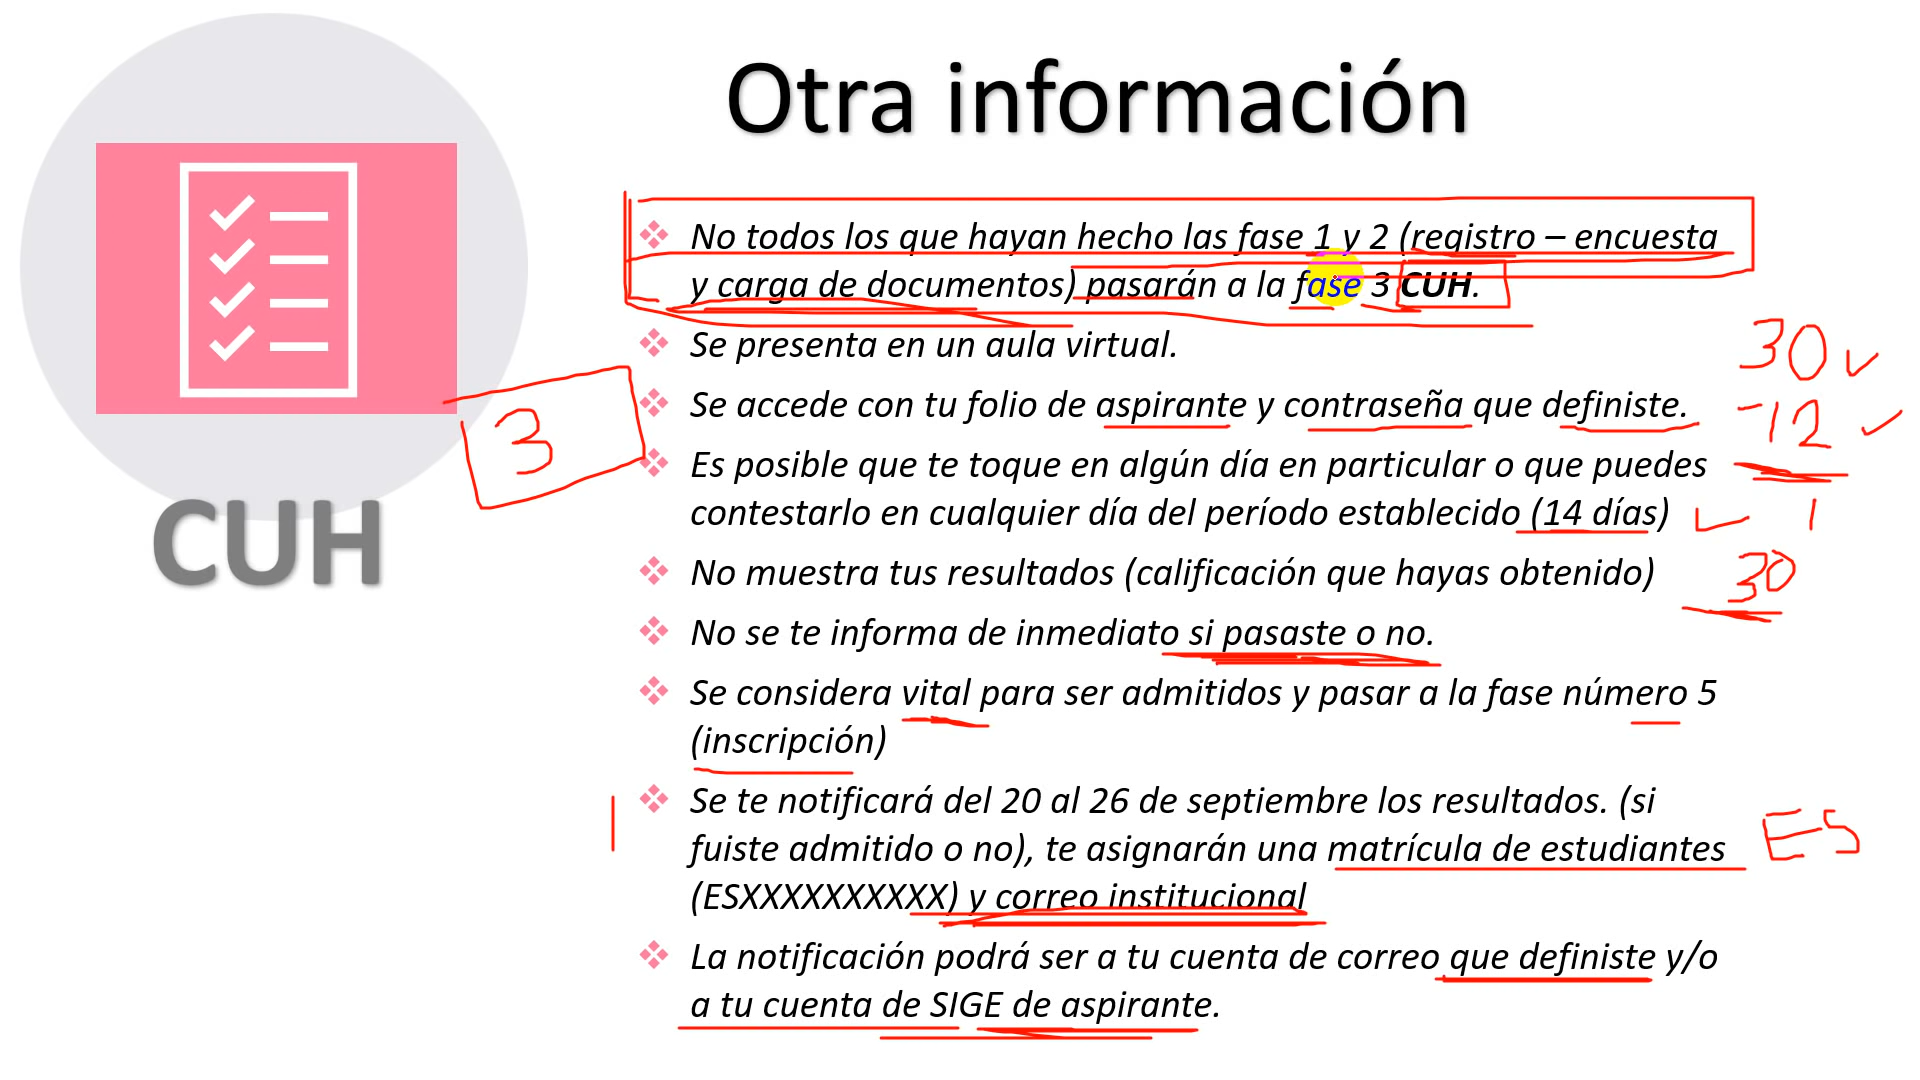 Otra información
No todos los que hayan hecho las fase 1 y 2 (registro – encuesta
y carga de documentos) pasarán a la fase 3 CUH.
Se presenta en un aula virtual.
30
Se accede con tu folio de aspirante y contraseña que definiste.
12
3
Es posible que te toque en algún día en particular o que puedes
contestarlo en cualquier día del período establecido (14 días)
1
CUH
No muestra tus resultados (calificación que hayas obtenido)
30
No se te informa de inmediato si pasaste o no.
Se considera vital para ser admitidos y pasar a la fase número 5
(inscripción)
Se te notificará del 20 al 26 de septiembre los resultados. (si
fuiste admitido o no), te asignarán una matrícula de estudiantes
ES
(ESXXXXXXXXXX) y correo institucional
La notificación podrá ser a tu cuenta de correo que definiste y/o
a tu cuenta de SIGE de aspirante.